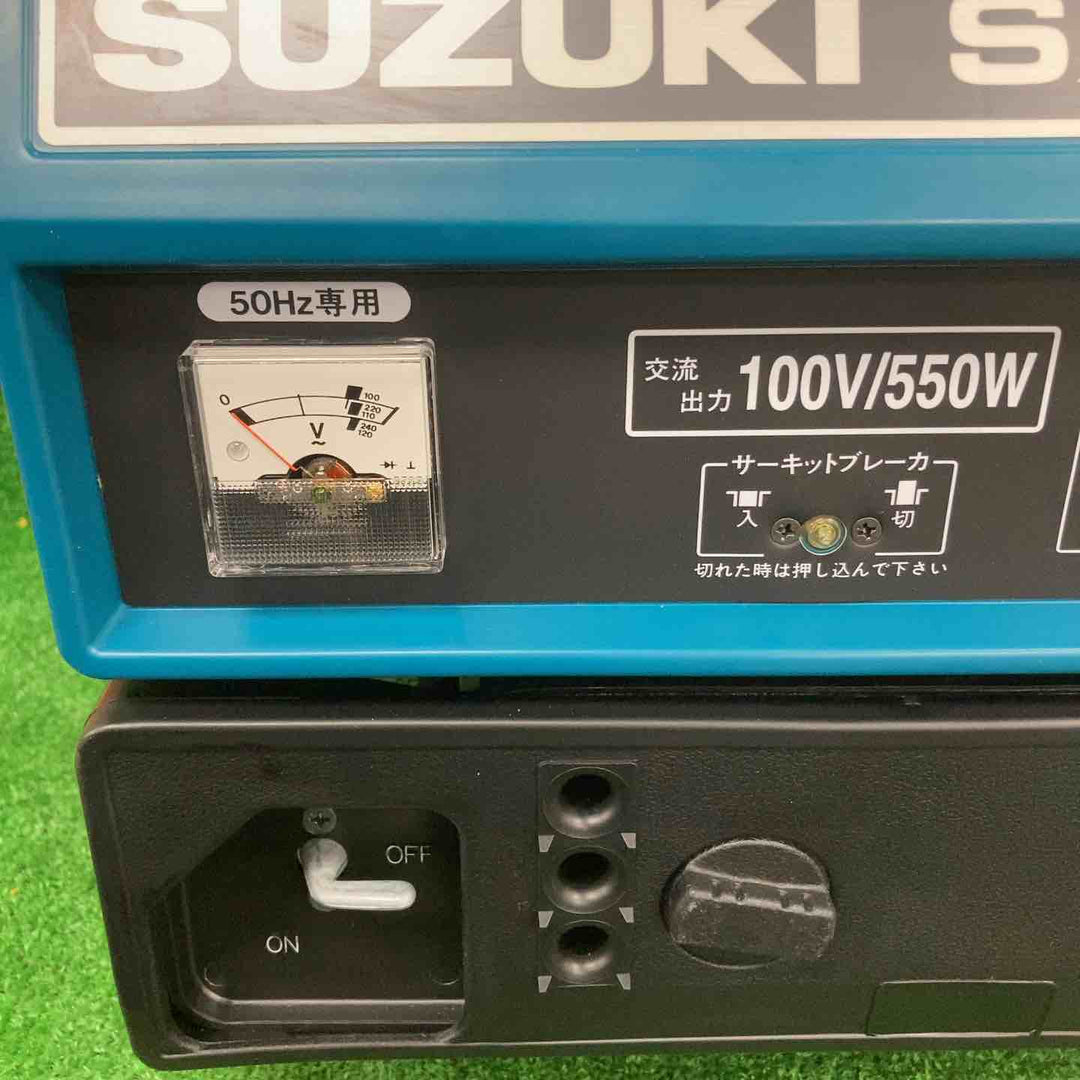 SUZUKI S
50Hz専用
0
100
220
110
240
120
V
~
交流
出力 100V/550W
サーキットブレーカ
入
切
切れた時は押し込んで下さい
OFF
ON